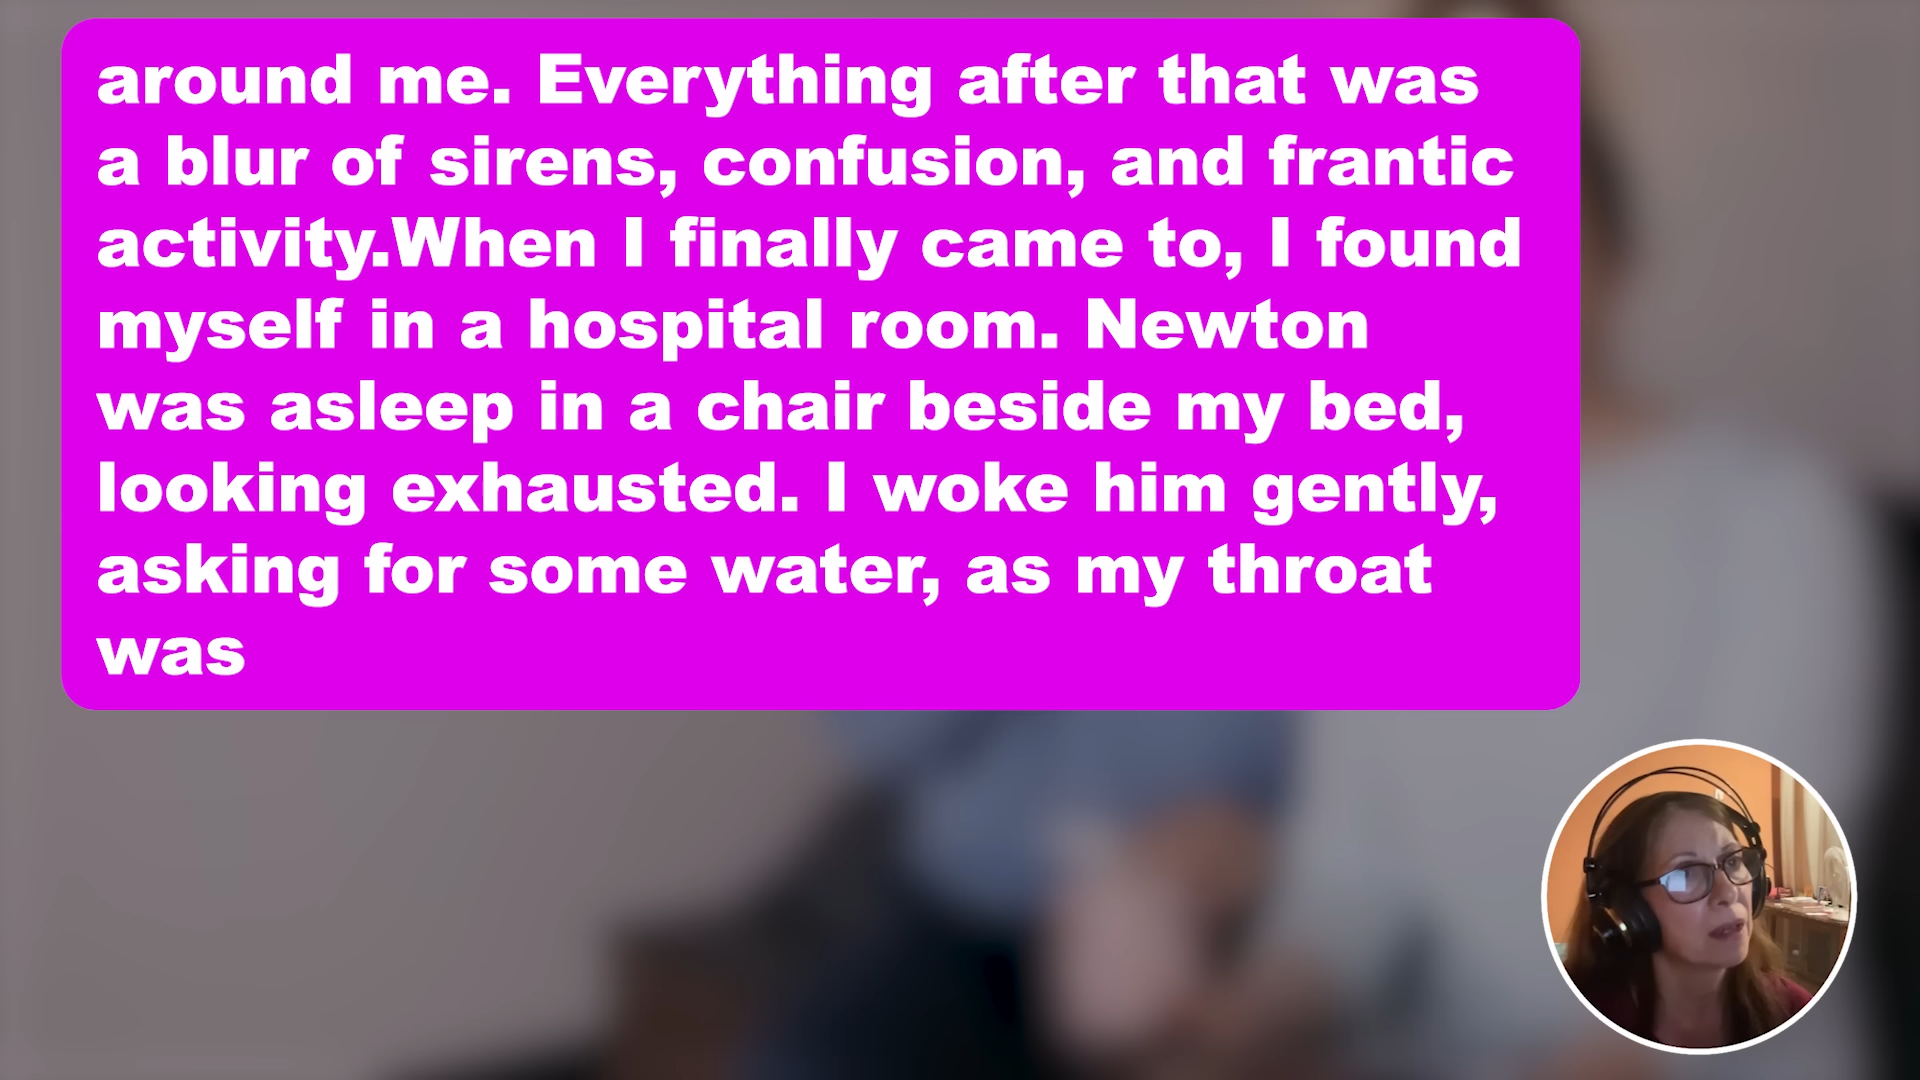 around me. Everything after that was
a blur of sirens, confusion, and frantic
activity.When I finally came to, I found
myself in a hospital room. Newton
was asleep in a chair beside my bed,
looking exhausted. I woke him gently,
asking for some water, as my throat
was